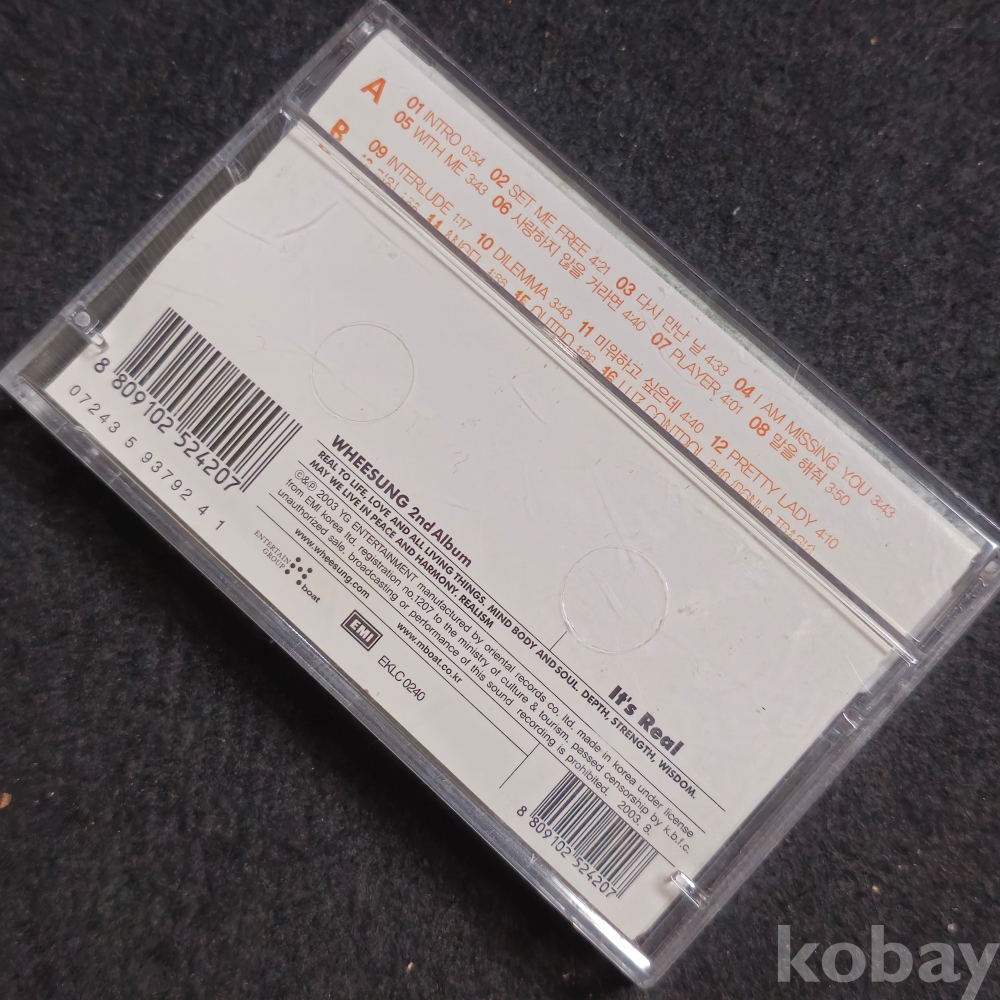 A
01 INTRO 0:54 02 SET ME FREE 4:21 03 다시 만난 날 4:33 04 I AM MISSING YOU 3:43
05 WITH ME 3:43 06 사랑하지 않을 거라면 4:40 07 PLAYER 4:01 08 말을 해줘 3:50
B
09 INTERLUDE 1:17 10 DILEMMA 3:43 11 미워하고 싶은데 4:40 12 PRETTY LADY 4:10
15 OUTRO
8 809102 524207
07243 5 93792 4 1
WHEESUNG 2nd Album
It's Real
REAL TO LIFE, LOVE AND ALL LIVING THINGS. MIND BODY AND SOUL. DEPTH, STRENGTH, WISDOM.
MAY WE LIVE IN PEACE AND HARMONY. REALISM
©&℗ 2003 YG ENTERTAINMENT manufactured by oriental records co. ltd. made in korea under license
from EMI korea ltd. registration no.1207 to the ministry of culture & tourism. passed censorship by k.b.f.c.
unauthorized sale, broadcasting or performance of this sound recording is prohibited. 2003. 8.
www.wheesung.com
www.mboat.co.kr
ENTERTAIN
GROUP
boat
EMI
EKLC 0240
8 809102 524207
kobay